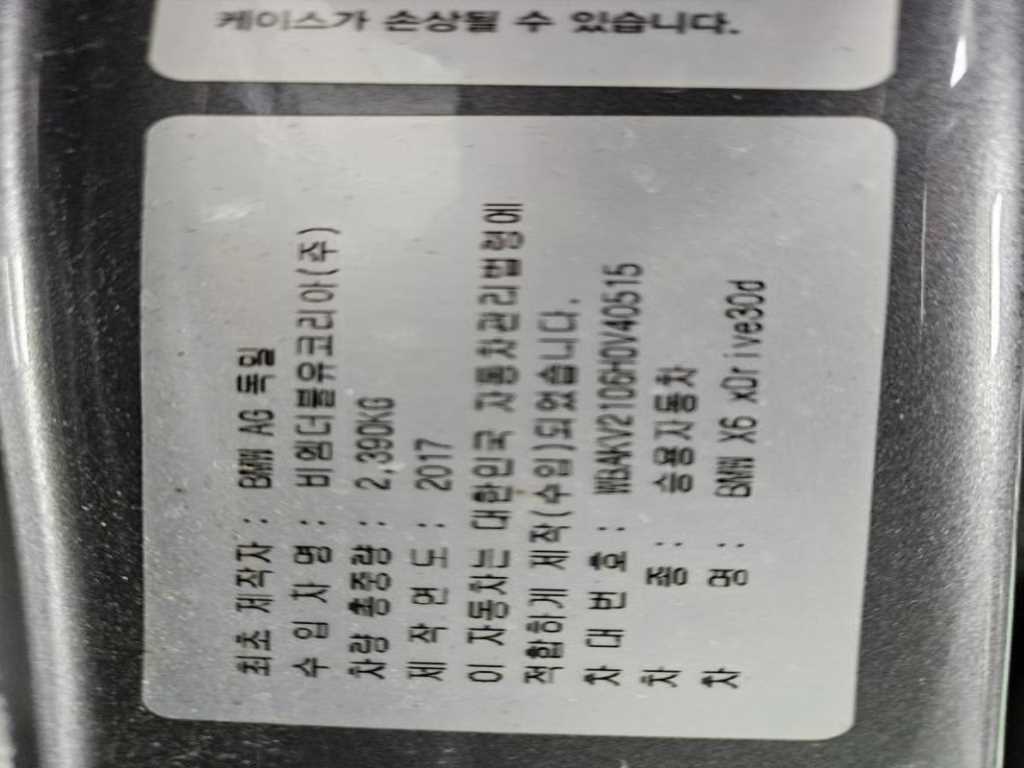 케이스가 손상될 수 있습니다.
최초 제작자 : BMW AG 독일
수 입 자 명 : 비엠더블유코리아(주)
차량 총중량 : 2,390KG
제 작 연 도 : 2017
이 자동차는 대한민국 자동차관리법령에
적합하게 제작(수입)되었습니다.
차 대 번 호 : WBAKV2106H0V40515
차 종 : 승용자동차
차 명 : BMW X6 xDrive30d